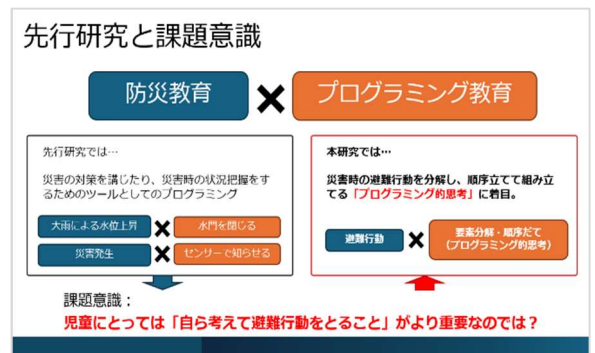 先行研究と課題意識
防災教育 × プログラミング教育
先行研究では…
災害の対策を講じたり、災害時の状況把握をす
るためのツールとしてのプログラミング
大雨による水位上昇 × 水門を閉じる
災害発生 × センサーで知らせる
本研究では…
災害時の避難行動を分解し、順序立てて組み立
てる「プログラミング的思考」に着目。
避難行動 × 要素分解・順序だて
(プログラミング的思考)
課題意識：
児童にとっては「自ら考えて避難行動をとること」がより重要なのでは？